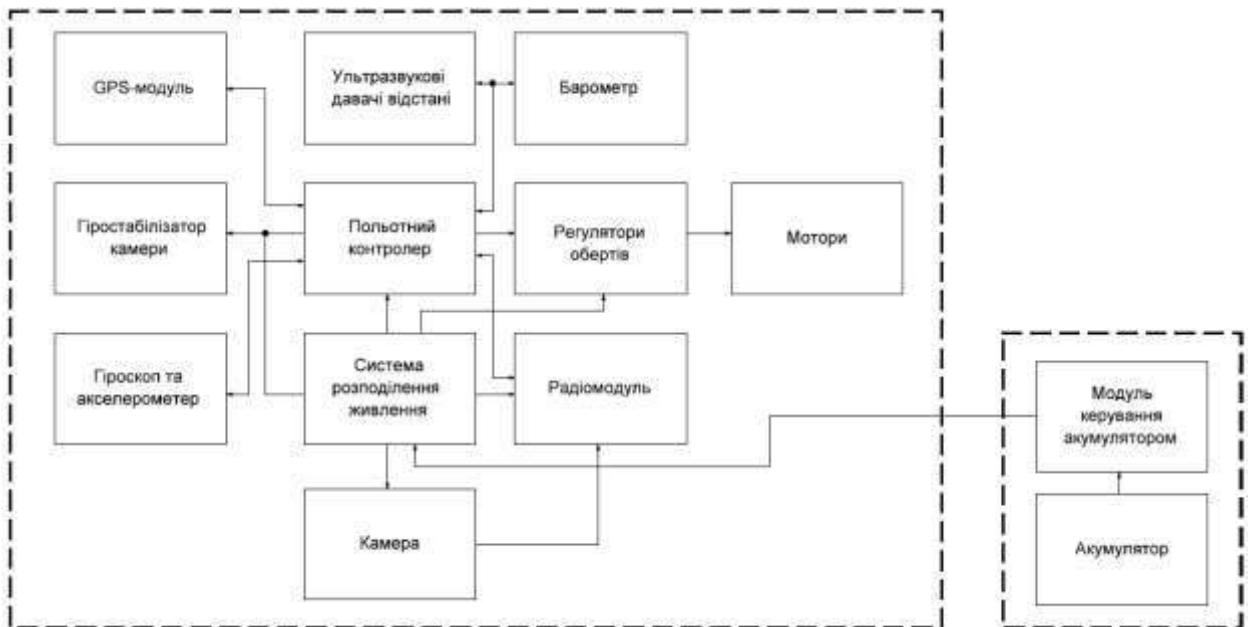 GPS-модуль
Ультразвукові
давачі відстані
Барометр
Гіростабілізатор
камери
Польотний
контролер
Регулятори
обертів
Мотори
Гіроскоп та
акселерометр
Система
розподілення
живлення
Радіомодуль
Модуль
керування
акумулятором
Камера
Акумулятор